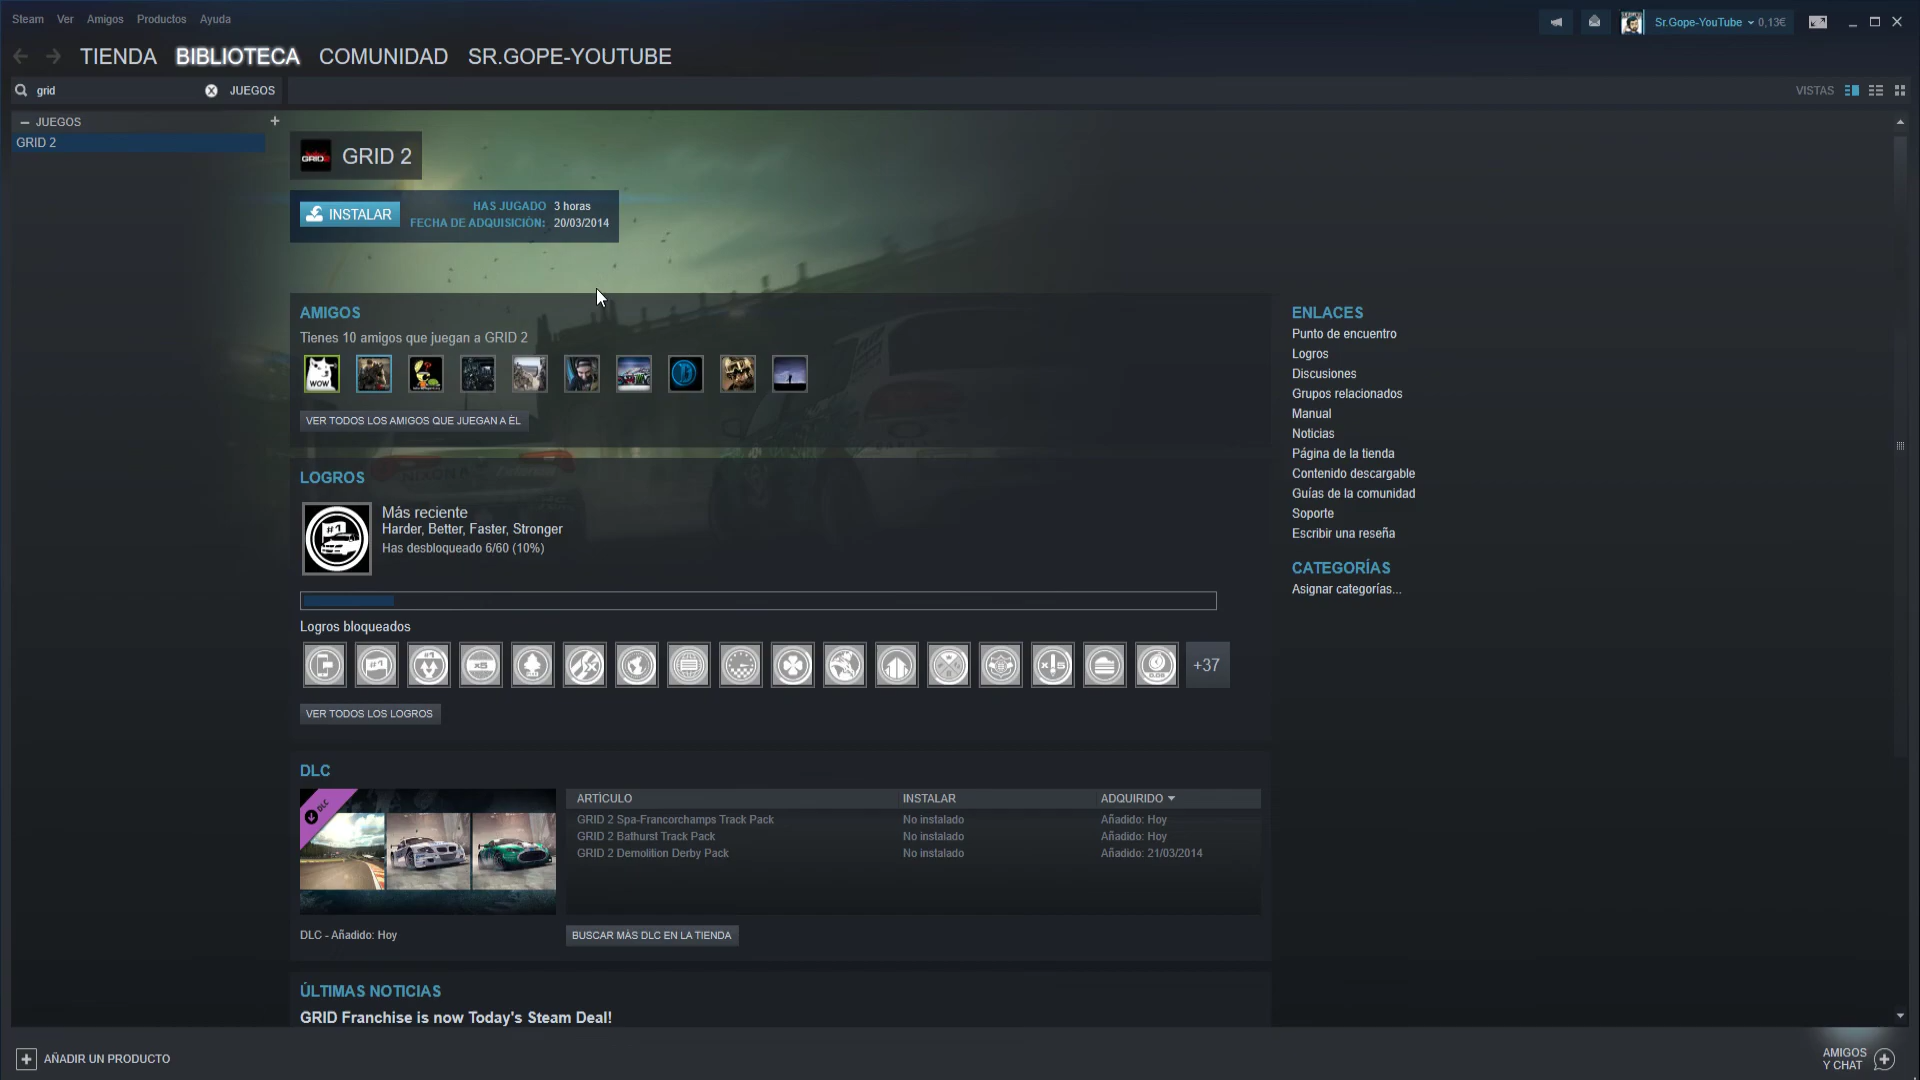 Steam Ver Amigos Productos Ayuda
Sr.Gope-YouTube 0,13€
TIENDA BIBLIOTECA COMUNIDAD SR.GOPE-YOUTUBE
grid JUEGOS
VISTAS
— JUEGOS +
GRID 2
GRID 2
INSTALAR
HAS JUGADO 3 horas
FECHA DE ADQUISICIÓN: 20/03/2014
AMIGOS
Tienes 10 amigos que juegan a GRID 2
WOW
VER TODOS LOS AMIGOS QUE JUEGAN A ÉL
LOGROS
#1
Más reciente
Harder, Better, Faster, Stronger
Has desbloqueado 6/60 (10%)
Logros bloqueados
+37
VER TODOS LOS LOGROS
DLC
DLC
ARTÍCULO INSTALAR ADQUIRIDO
GRID 2 Spa-Francorchamps Track Pack No instalado Añadido: Hoy
GRID 2 Bathurst Track Pack No instalado Añadido: Hoy
GRID 2 Demolition Derby Pack No instalado Añadido: 21/03/2014
DLC - Añadido: Hoy
BUSCAR MÁS DLC EN LA TIENDA
ÚLTIMAS NOTICIAS
GRID Franchise is now Today's Steam Deal!
ENLACES
Punto de encuentro
Logros
Discusiones
Grupos relacionados
Manual
Noticias
Página de la tienda
Contenido descargable
Guías de la comunidad
Soporte
Escribir una reseña
CATEGORÍAS
Asignar categorías...
AÑADIR UN PRODUCTO
AMIGOS
Y CHAT